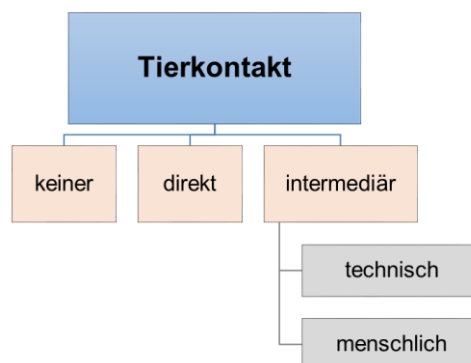 Tierkontakt
keiner
direkt
intermediär
technisch
menschlich